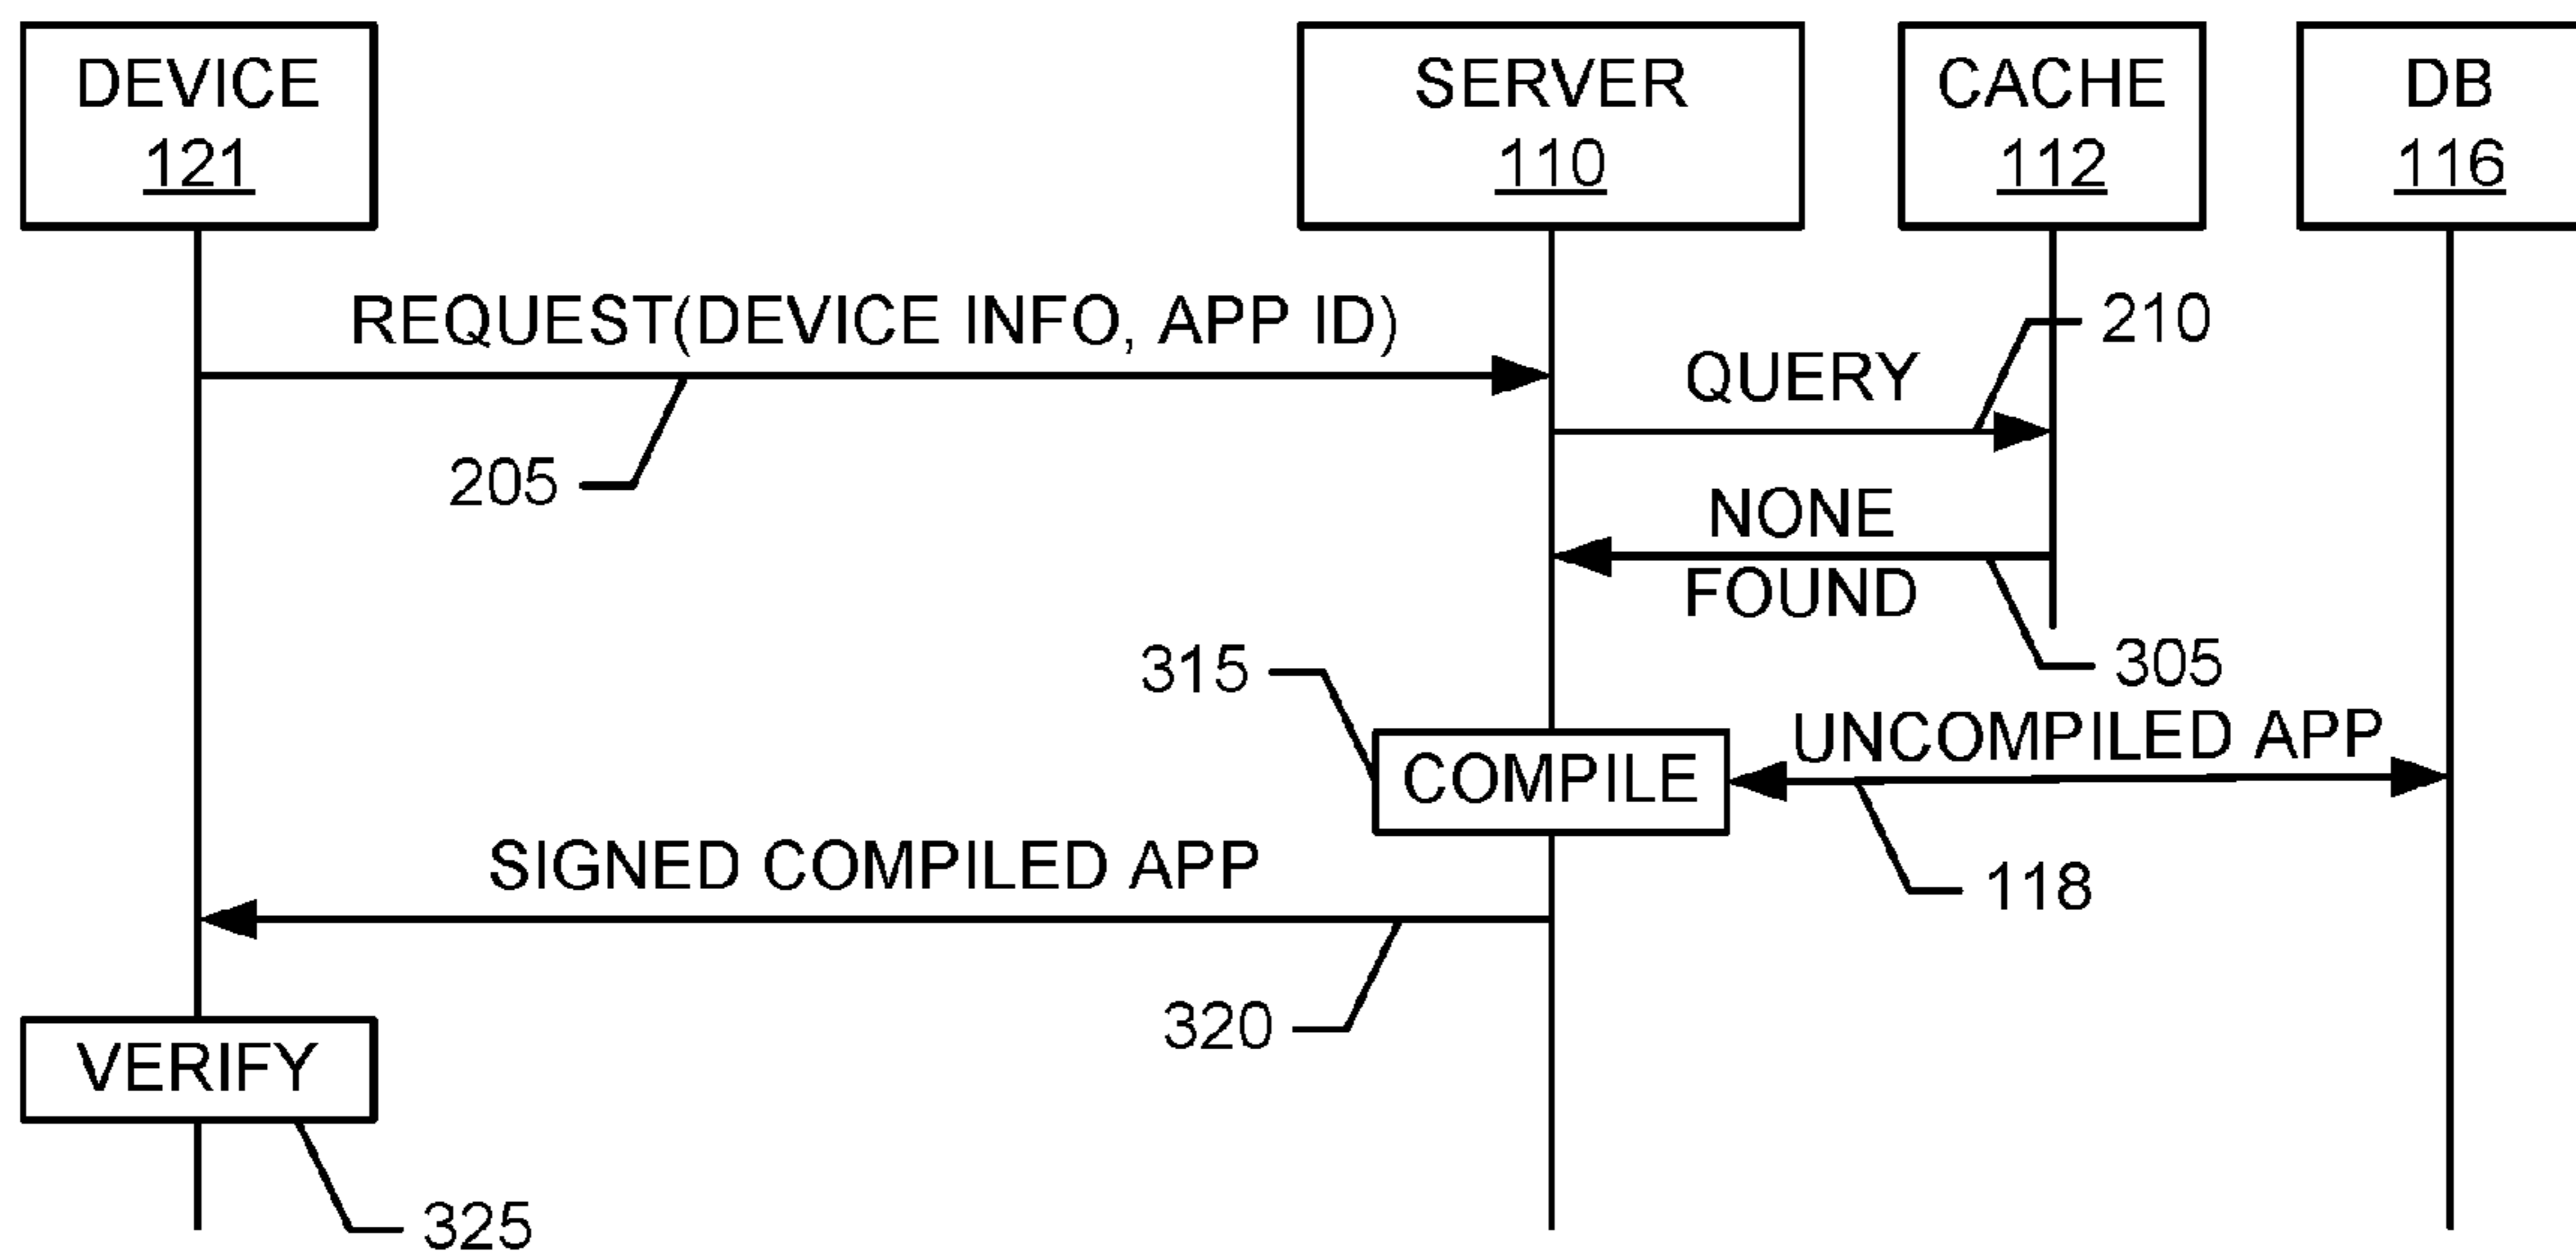 DEVICE
121
SERVER
110
CACHE
112
DB
116
REQUEST(DEVICE INFO, APP ID)
205
QUERY
210
NONE
FOUND
305
315
COMPILE
UNCOMPILED APP
118
SIGNED COMPILED APP
320
VERIFY
325